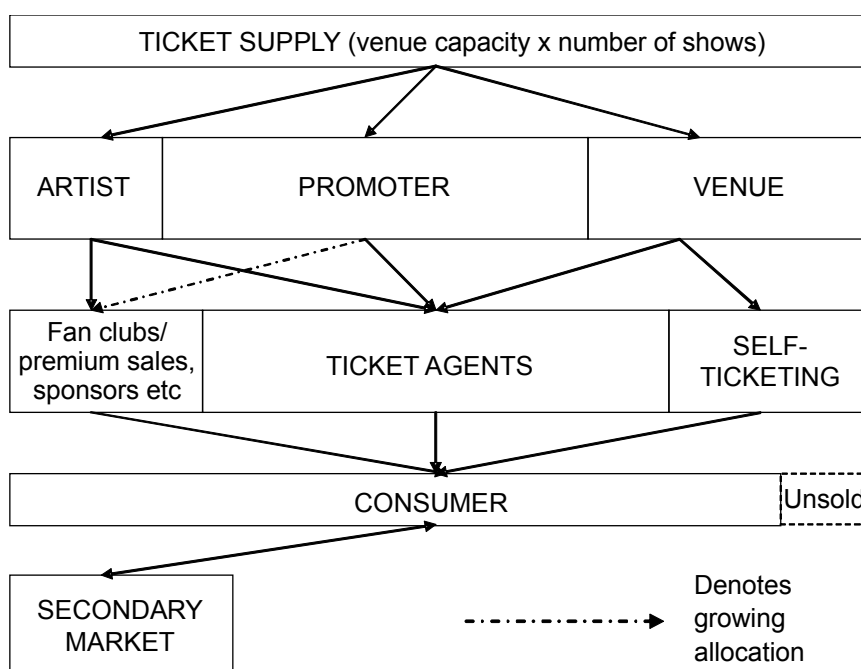 TICKET SUPPLY (venue capacity x number of shows)
ARTIST
PROMOTER
VENUE
Fan clubs/
premium sales,
sponsors etc
TICKET AGENTS
SELF-
TICKETING
CONSUMER
Unsold
SECONDARY
MARKET
Denotes
growing
allocation